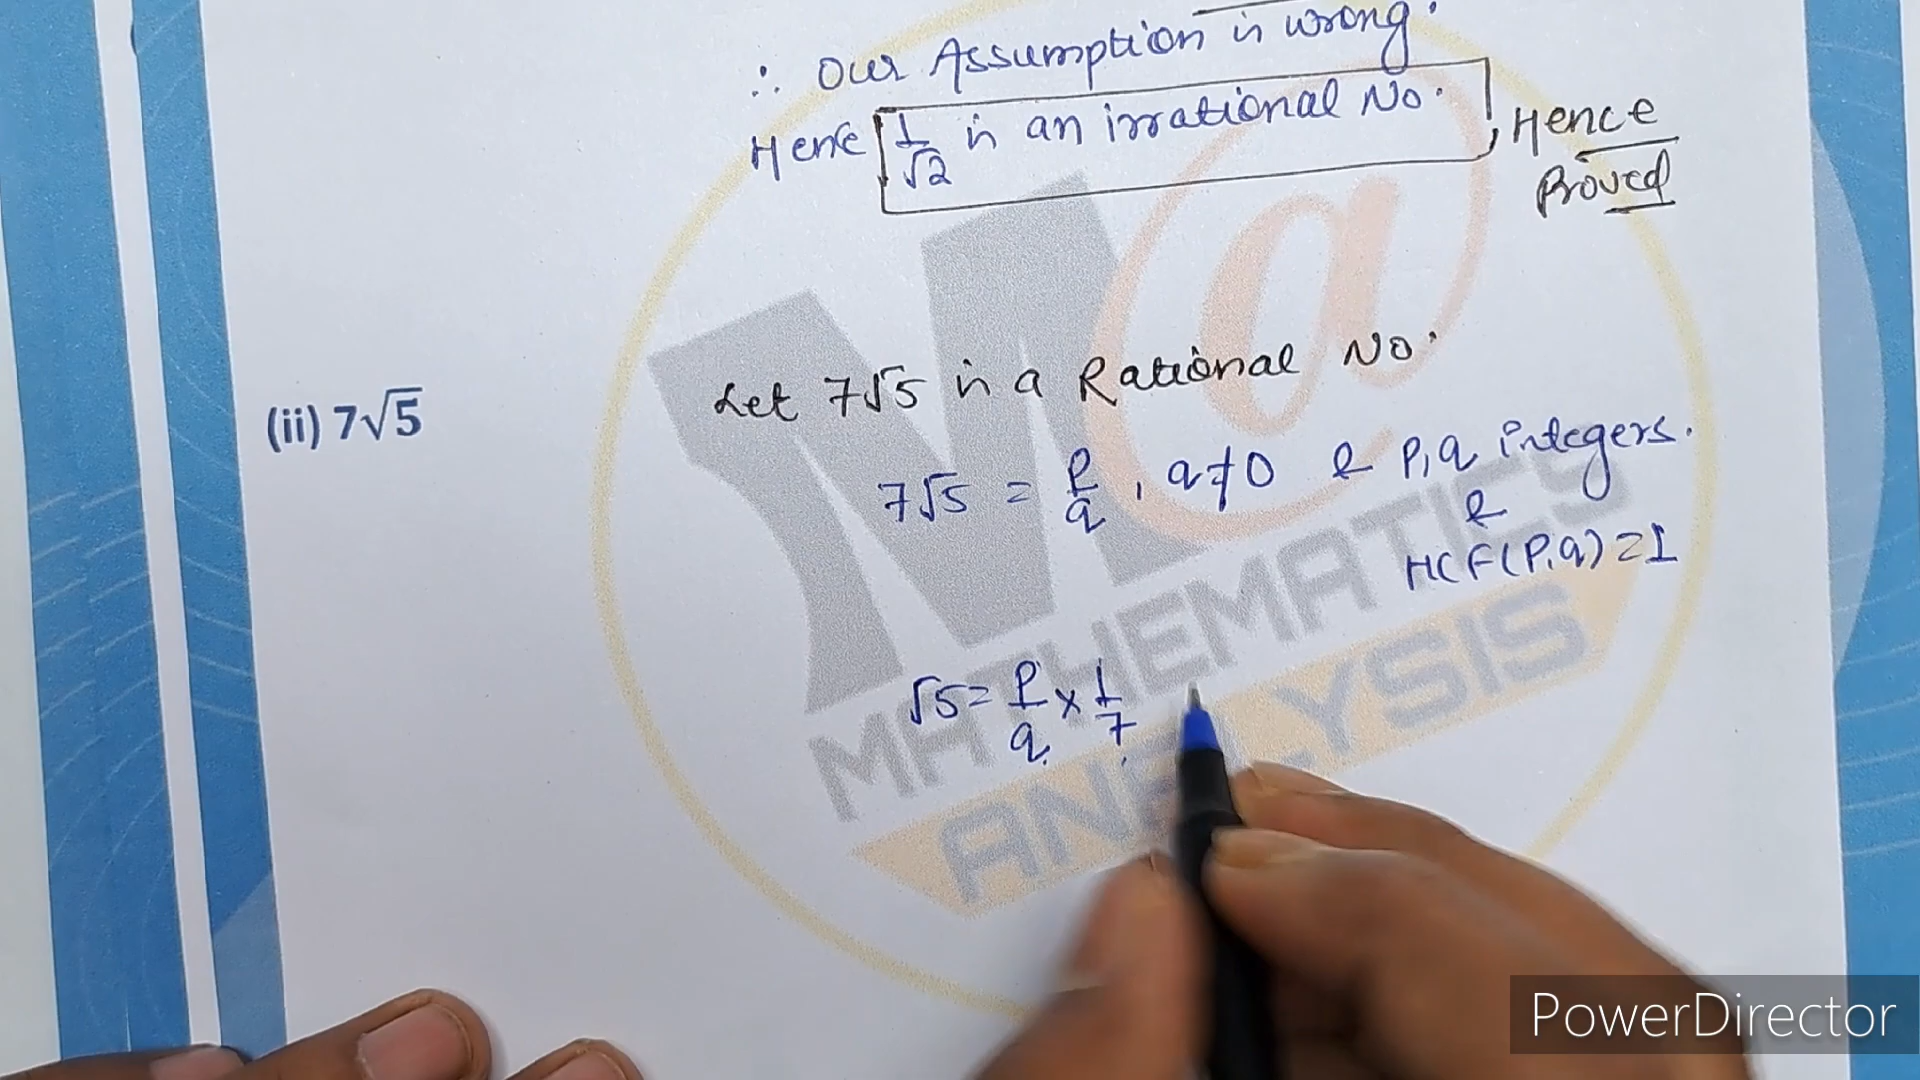 ∴ Our Assumption is wrong.
Hence 1/√2 is an irrational No. , Hence
Proved
(ii) 7√5
Let 7√5 is a Rational No.
7√5 = P/q , q≠0 & P,q integers.
&
HCF(P,q)=1
√5 = P/q × 1/7
M@
MATHEMATICS
ANALYSIS
PowerDirector